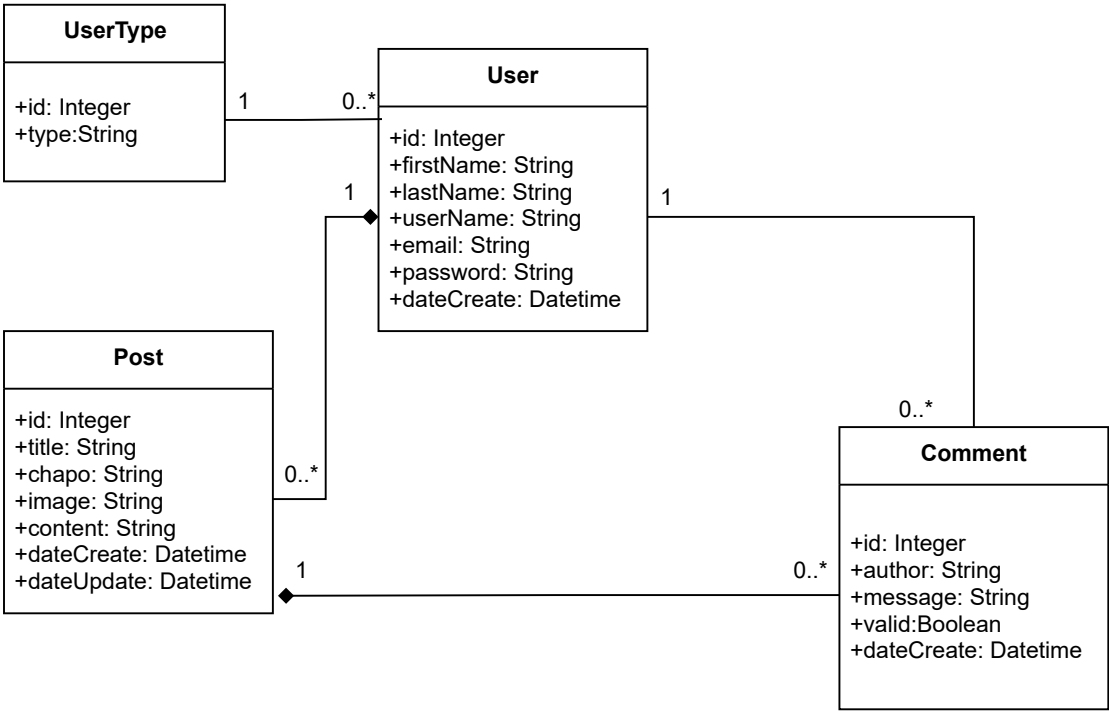 UserType
+id: Integer
+type:String
1
0..*
User
+id: Integer
+firstName: String
+lastName: String
+userName: String
+email: String
+password: String
+dateCreate: Datetime
1
1
Post
+id: Integer
+title: String
+chapo: String
+image: String
+content: String
+dateCreate: Datetime
+dateUpdate: Datetime
0..*
0..*
1
0..*
Comment
+id: Integer
+author: String
+message: String
+valid:Boolean
+dateCreate: Datetime